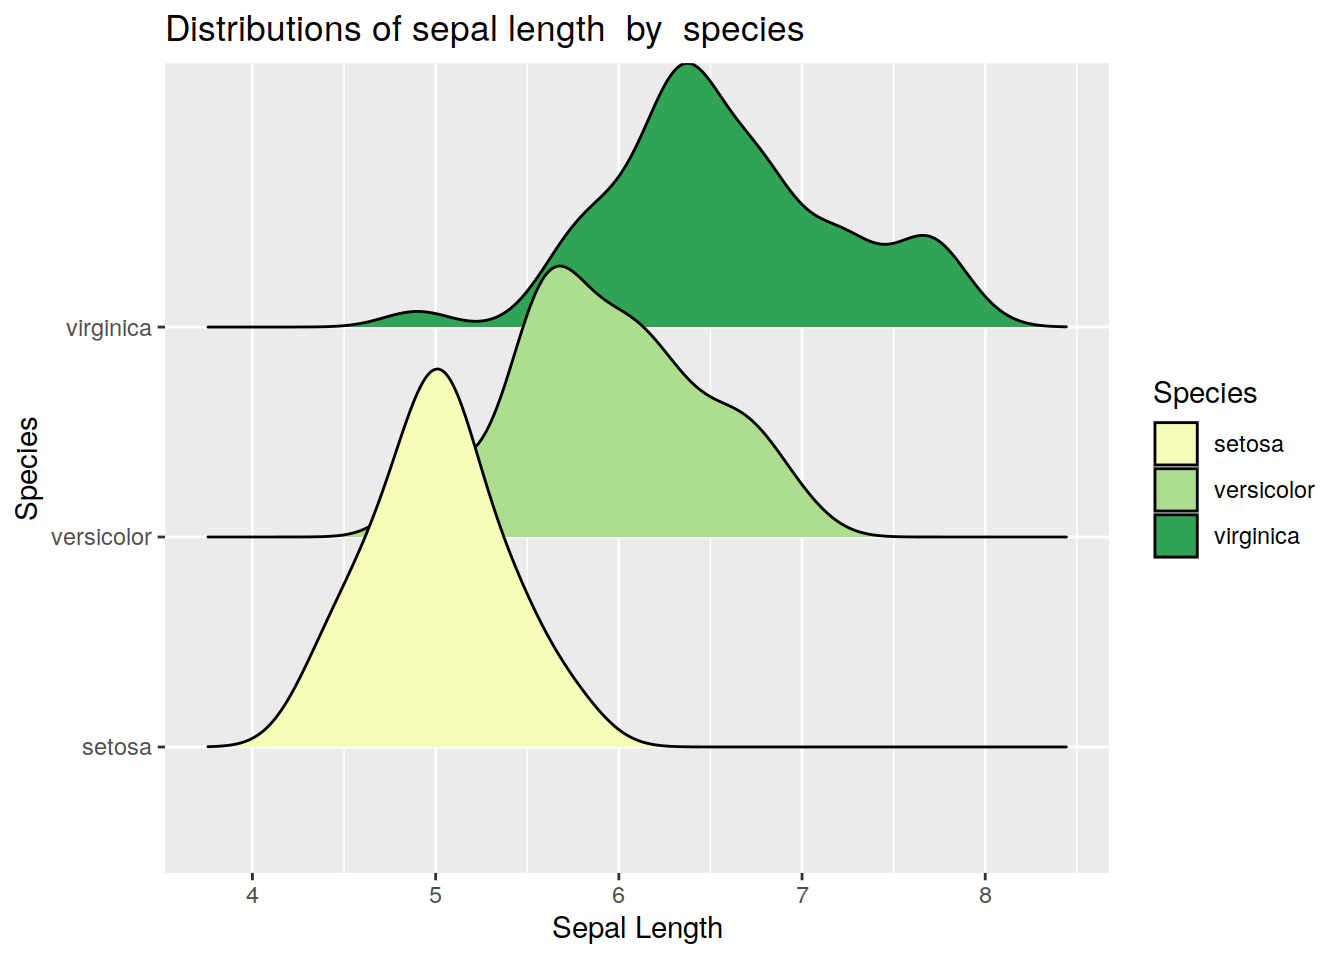 Distributions of sepal length  by  species
virginica
versicolor
setosa
Species
4 5 6 7 8
Sepal Length
Species
setosa
versicolor
virginica